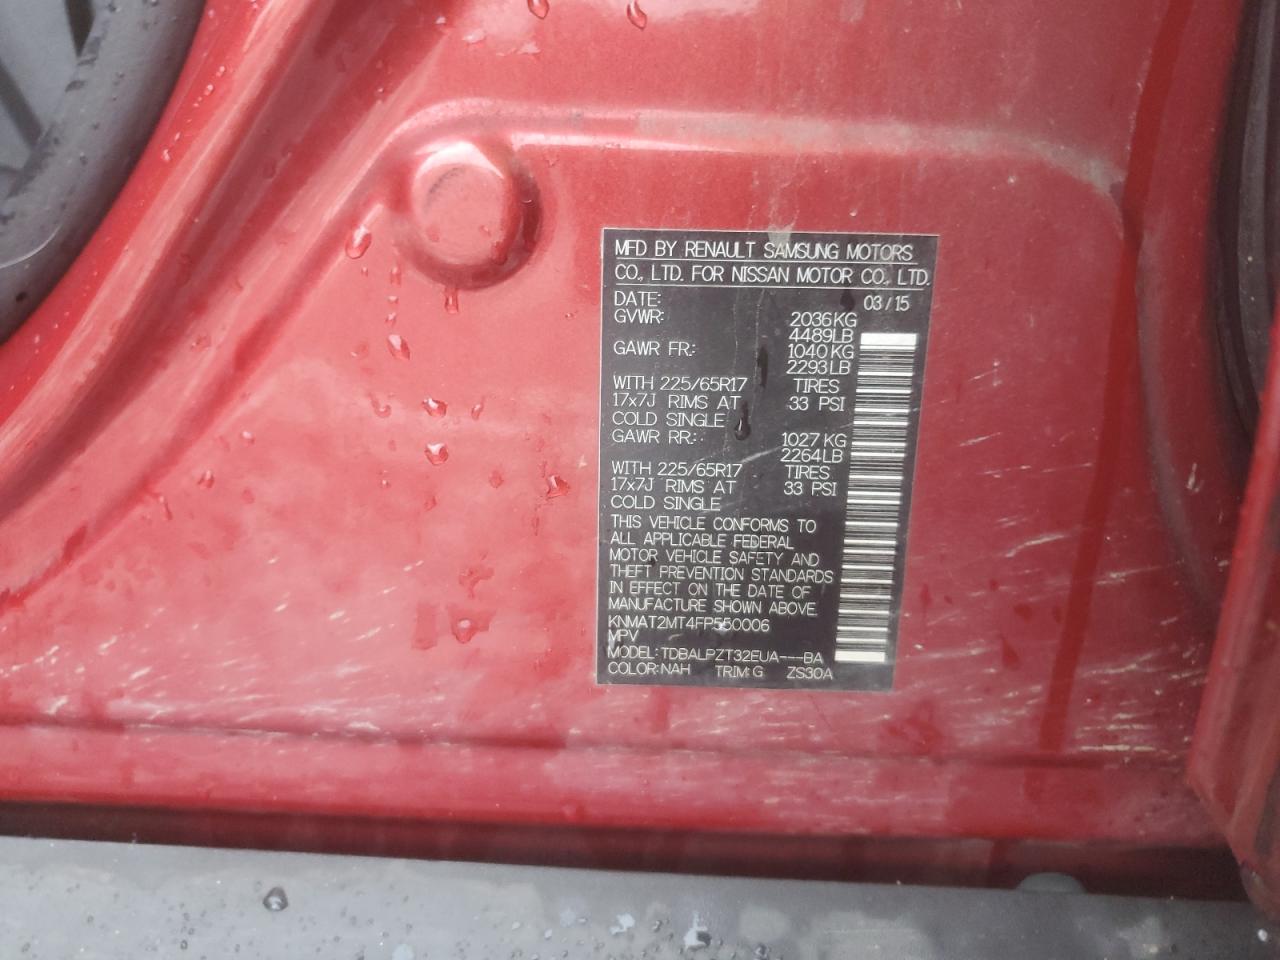 MFD BY RENAULT SAMSUNG MOTORS
CO., LTD. FOR NISSAN MOTOR CO., LTD.
DATE: 03/15
GVWR: 2036KG
4489LB
GAWR FR.: 1040KG
2293LB
WITH 225/65R17 TIRES
17x7J RIMS AT 33 PSI
COLD SINGLE
GAWR RR.: 1027KG
2264LB
WITH 225/65R17 TIRES
17x7J RIMS AT 33 PSI
COLD SINGLE
THIS VEHICLE CONFORMS TO
ALL APPLICABLE FEDERAL
MOTOR VEHICLE SAFETY AND
THEFT PREVENTION STANDARDS
IN EFFECT ON THE DATE OF
MANUFACTURE SHOWN ABOVE.
KNMAT2MT4FP550006
MPV
MODEL: TDBALPZT32EUA---BA
COLOR: NAH TRIM: G ZS30A